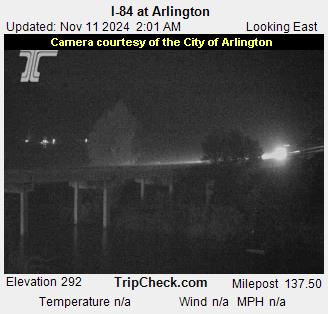 I-84 at Arlington
Updated: Nov 11 2024 2:01 AM Looking East
Camera courtesy of the City of Arlington
Elevation 292 TripCheck.com Milepost 137.50
Temperature n/a Wind n/a MPH n/a